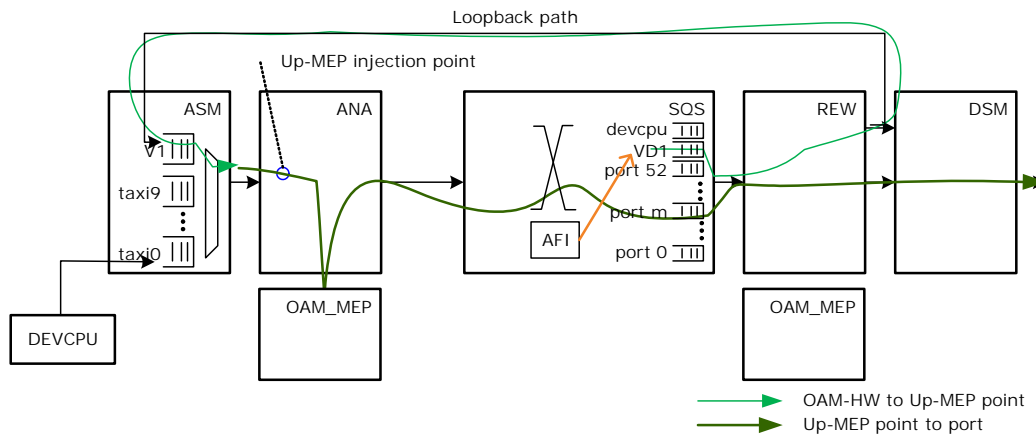 Loopback path
Up-MEP injection point
ASM
ANA
SQS
REW
DSM
devcpu
V1
VD1
port 52
taxi9
port m
AFI
taxi0
port 0
OAM_MEP
OAM_MEP
DEVCPU
OAM-HW to Up-MEP point
Up-MEP point to port